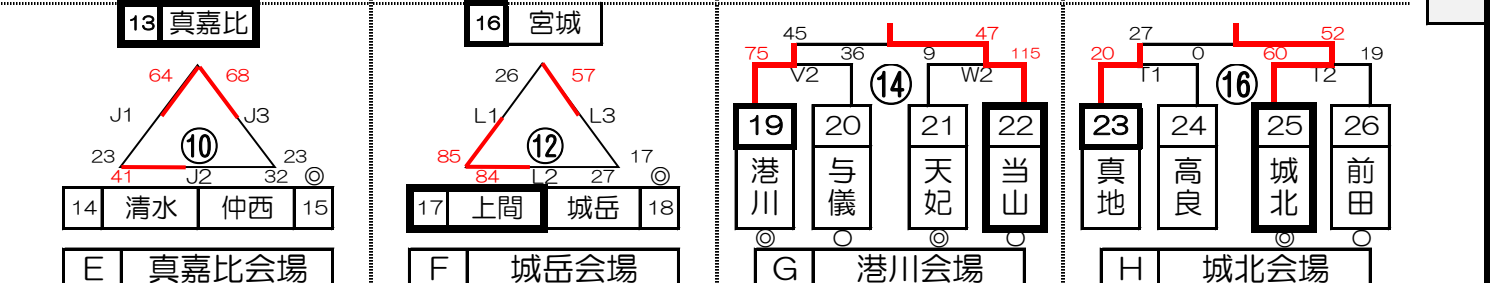 13 真嘉比
64 68
J1 J3
⑩
23 23
41 J2 32 ◎
14 清水 仲西 15
E 真嘉比会場
16 宮城
26 57
L1 L3
⑫
85 17
84 L2 27 ◎
17 上間 城岳 18
F 城岳会場
45 47
75 36 9 115
V2 ⑭ W2
19 20 21 22
港川 与儀 天妃 当山
◎ ○ ◎ ○
G 港川会場
27 52
20 0 60 19
T1 ⑯ T2
23 24 25 26
真地 高良 城北 前田
◎ ○
H 城北会場